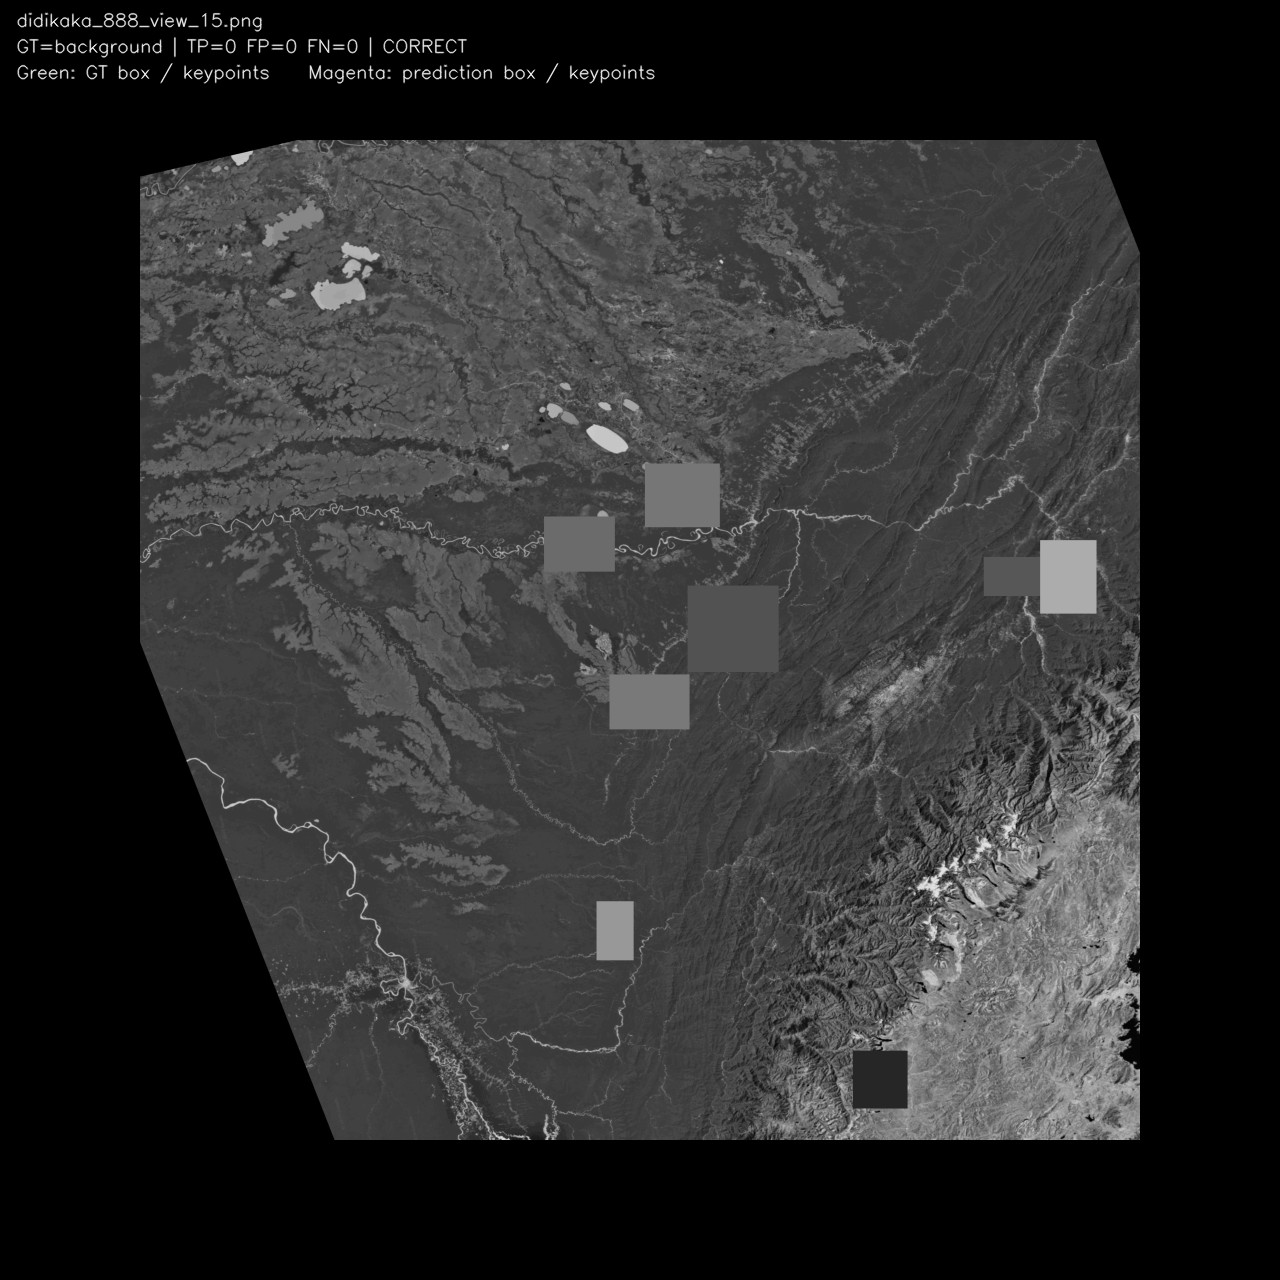 didikaka_888_view_15.png
GT=background | TP=0 FP=0 FN=0 | CORRECT
Green: GT box / keypoints Magenta: prediction box / keypoints